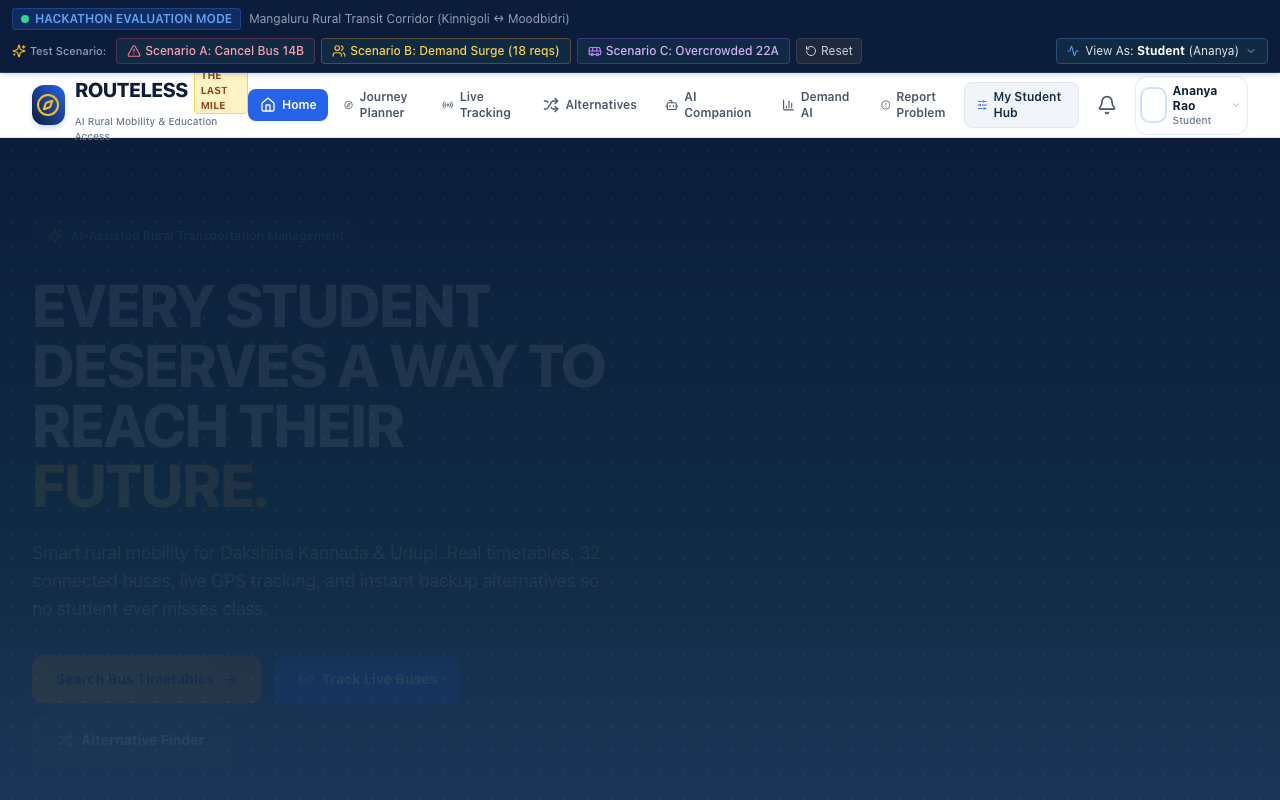 HACKATHON EVALUATION MODE Mangaluru Rural Transit Corridor (Kinnigoli ↔ Moodbidri)
Test Scenario: Scenario A: Cancel Bus 14B Scenario B: Demand Surge (18 reqs) Scenario C: Overcrowded 22A Reset View As: Student (Ananya)
ROUTELESS
THE
LAST
MILE
AI Rural Mobility & Education
Access
Home
Journey
Planner
Live
Tracking
Alternatives
AI
Companion
Demand
AI
Report
Problem
My Student
Hub
Ananya
Rao
Student
AI-Assisted Rural Transportation Management
EVERY STUDENT
DESERVES A WAY TO
REACH THEIR
FUTURE.
Smart rural mobility for Dakshina Kannada & Udupi. Real timetables, 32
connected buses, live GPS tracking, and instant backup alternatives so
no student ever misses class.
Search Bus Timetables → Track Live Buses
Alternative Finder